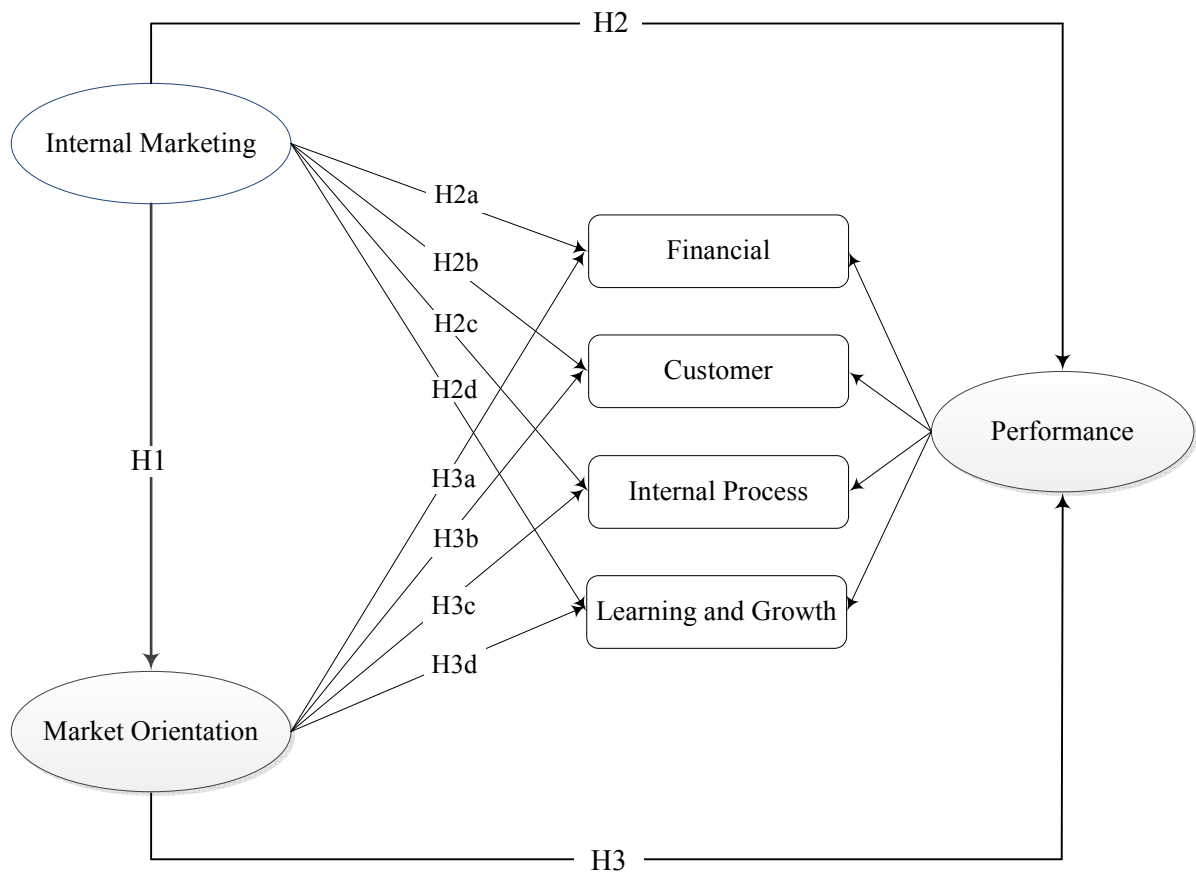 H2
Internal Marketing
H2a
Financial
H2b
H2c
Customer
H2d
Performance
H1
H3a
Internal Process
H3b
H3c
Learning and Growth
H3d
Market Orientation
H3